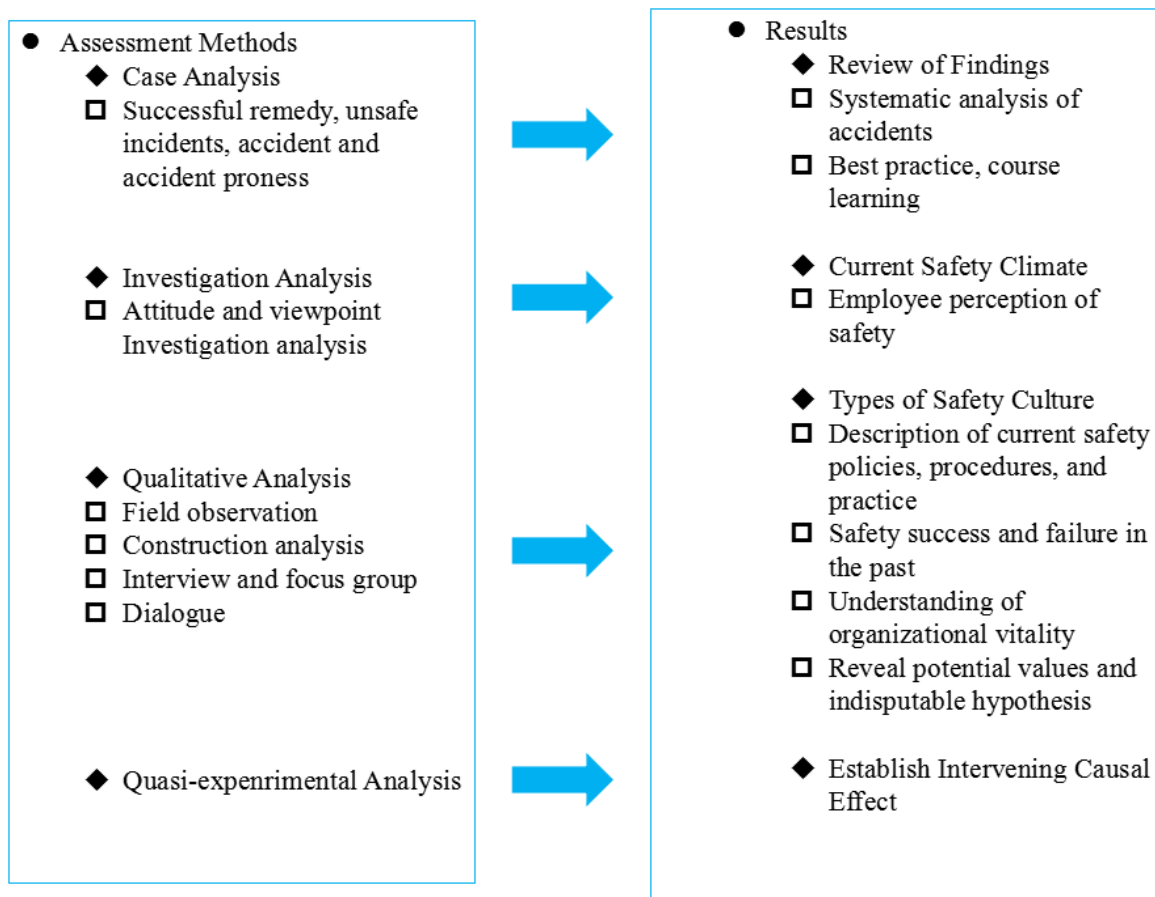 Assessment Methods
Case Analysis
Successful remedy, unsafe
incidents, accident and
accident proness
Investigation Analysis
Attitude and viewpoint
Investigation analysis
Qualitative Analysis
Field observation
Construction analysis
Interview and focus group
Dialogue
Quasi-expenrimental Analysis
Results
Review of Findings
Systematic analysis of
accidents
Best practice, course
learning
Current Safety Climate
Employee perception of
safety
Types of Safety Culture
Description of current safety
policies, procedures, and
practice
Safety success and failure in
the past
Understanding of
organizational vitality
Reveal potential values and
indisputable hypothesis
Establish Intervening Causal
Effect